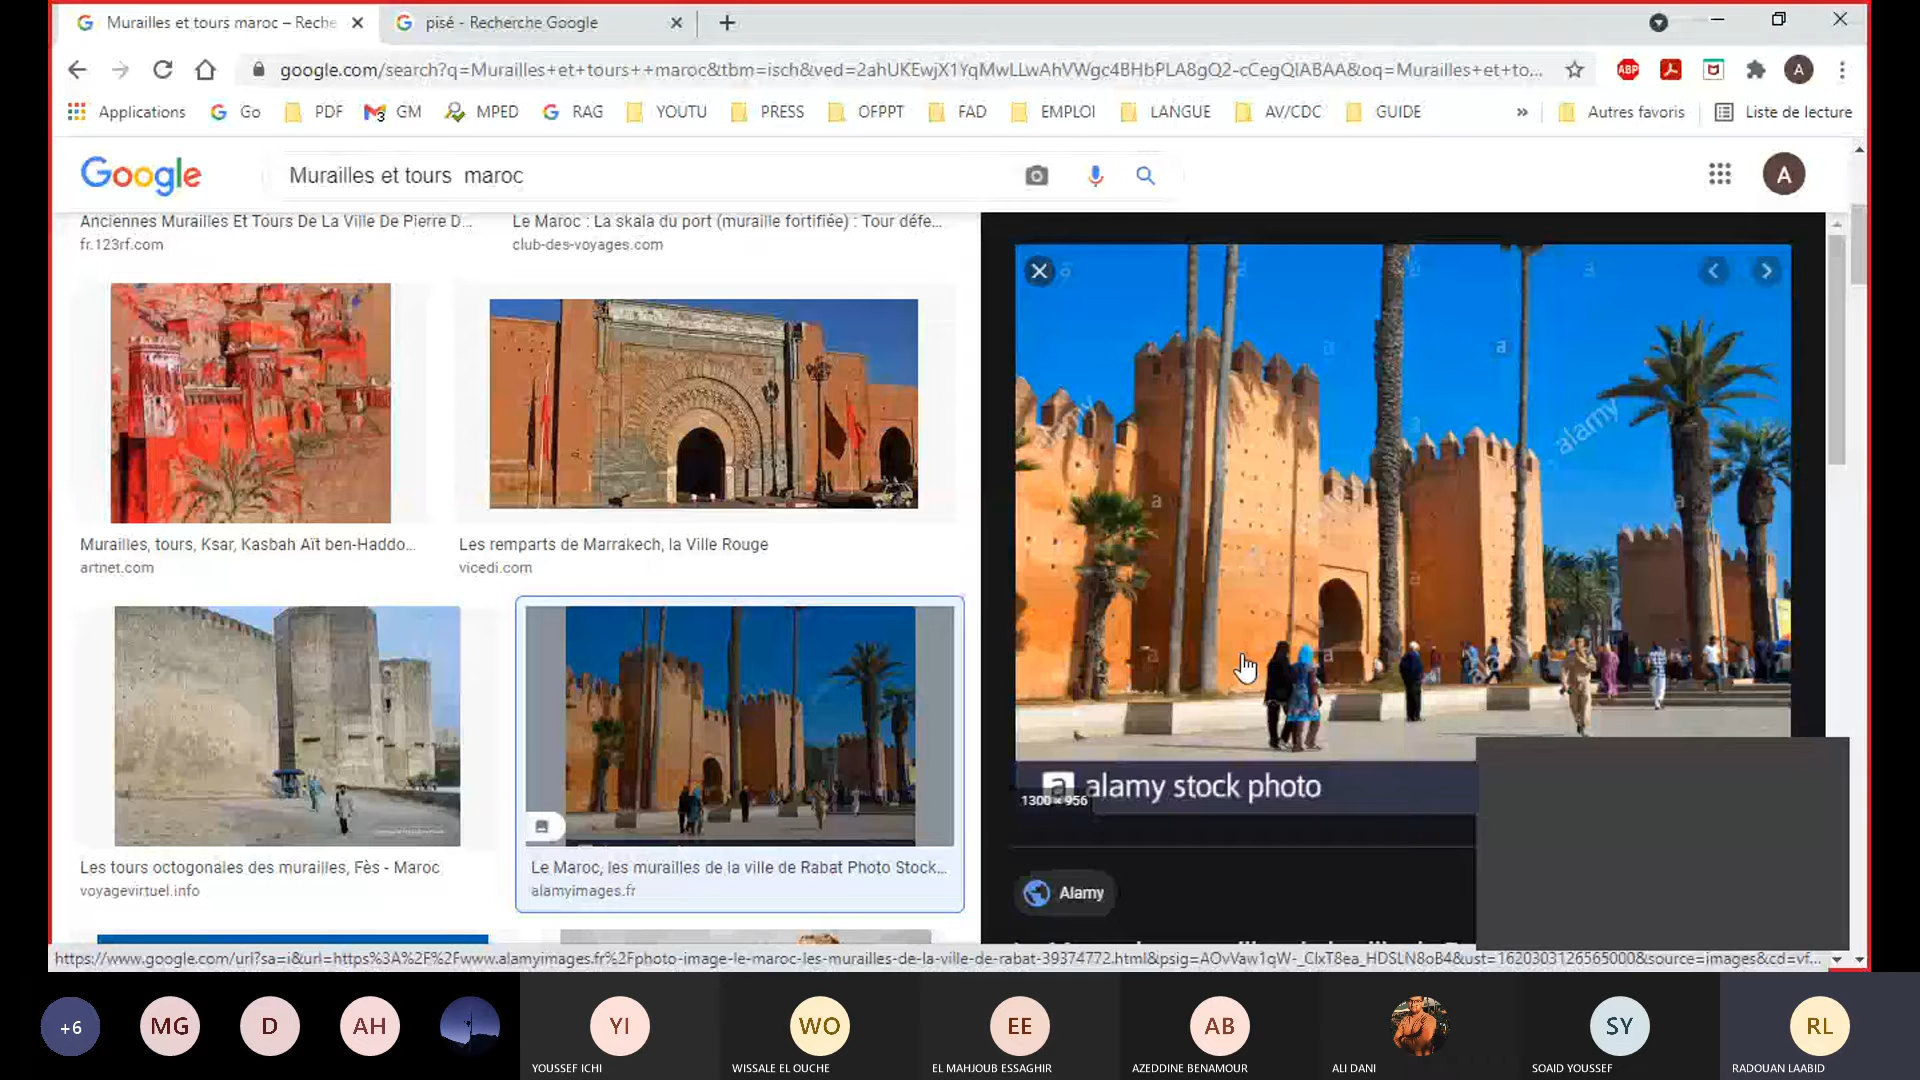 Murailles et tours maroc – Reche
pisé - Recherche Google
google.com/search?q=Murailles+et+tours++maroc&tbm=isch&ved=2ahUKEwjX1YqMwLLwAhVWgc4BHbPLA8gQ2-cCegQIABAA&oq=Murailles+et+to...
ABP
A
Applications
Go
PDF
GM
MPED
RAG
YOUTU
PRESS
OFPPT
FAD
EMPLOI
LANGUE
AV/CDC
GUIDE
»
Autres favoris
Liste de lecture
Google
Murailles et tours maroc
A
Anciennes Murailles Et Tours De La Ville De Pierre D...
fr.123rf.com
Le Maroc : La skala du port (muraille fortifiée) : Tour défe...
club-des-voyages.com
Murailles, tours, Ksar, Kasbah Aït ben-Haddo...
artnet.com
Les remparts de Marrakech, la Ville Rouge
vicedi.com
Les tours octogonales des murailles, Fès - Maroc
voyagevirtuel.info
Le Maroc, les murailles de la ville de Rabat Photo Stock...
alamyimages.fr
alamy
alamy
a alamy stock photo
1300 × 956
Alamy
https://www.google.com/url?sa=i&url=https%3A%2F%2Fwww.alamyimages.fr%2Fphoto-image-le-maroc-les-murailles-de-la-ville-de-rabat-39374772.html&psig=AOvVaw1qW-_ClxT8ea_HDSLN8oB4&ust=1620303126565000&source=images&cd=vf...
+6
MG
D
AH
YI
YOUSSEF ICHI
WO
WISSALE EL OUCHE
EE
EL MAHJOUB ESSAGHIR
AB
AZEDDINE BENAMOUR
ALI DANI
SY
SOAID YOUSSEF
RL
RADOUAN LAABID